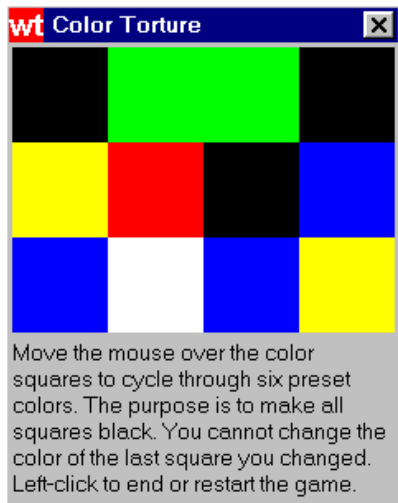 wt Color Torture
Move the mouse over the color
squares to cycle through six preset
colors. The purpose is to make all
squares black. You cannot change the
color of the last square you changed.
Left-click to end or restart the game.